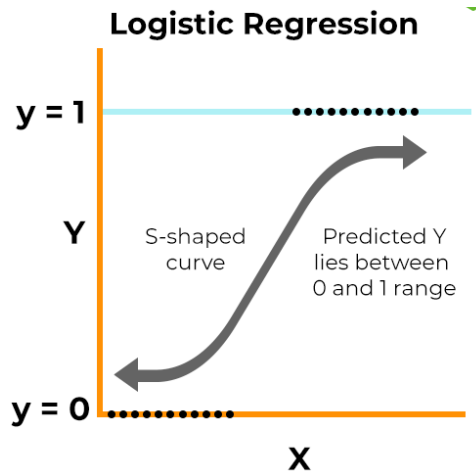 Logistic Regression
y = 1
Y
S-shaped
curve
Predicted Y
lies between
0 and 1 range
y = 0
X